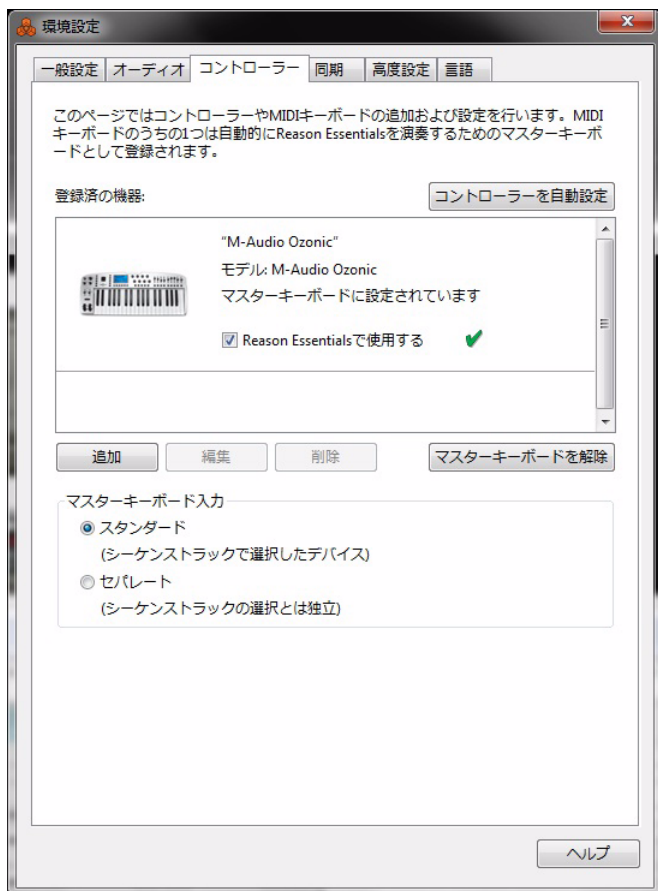 環境設定
一般設定 オーディオ コントローラー 同期 高度設定 言語
このページではコントローラーやMIDIキーボードの追加および設定を行います。MIDI
キーボードのうちの1つは自動的にReason Essentialsを演奏するためのマスターキーボ
ードとして登録されます。
登録済の機器: コントローラーを自動設定
"M-Audio Ozonic"
モデル: M-Audio Ozonic
マスターキーボードに設定されています
Reason Essentialsで使用する
追加 編集 削除 マスターキーボードを解除
マスターキーボード入力
スタンダード
(シーケンストラックで選択したデバイス)
セパレート
(シーケンストラックの選択とは独立)
ヘルプ